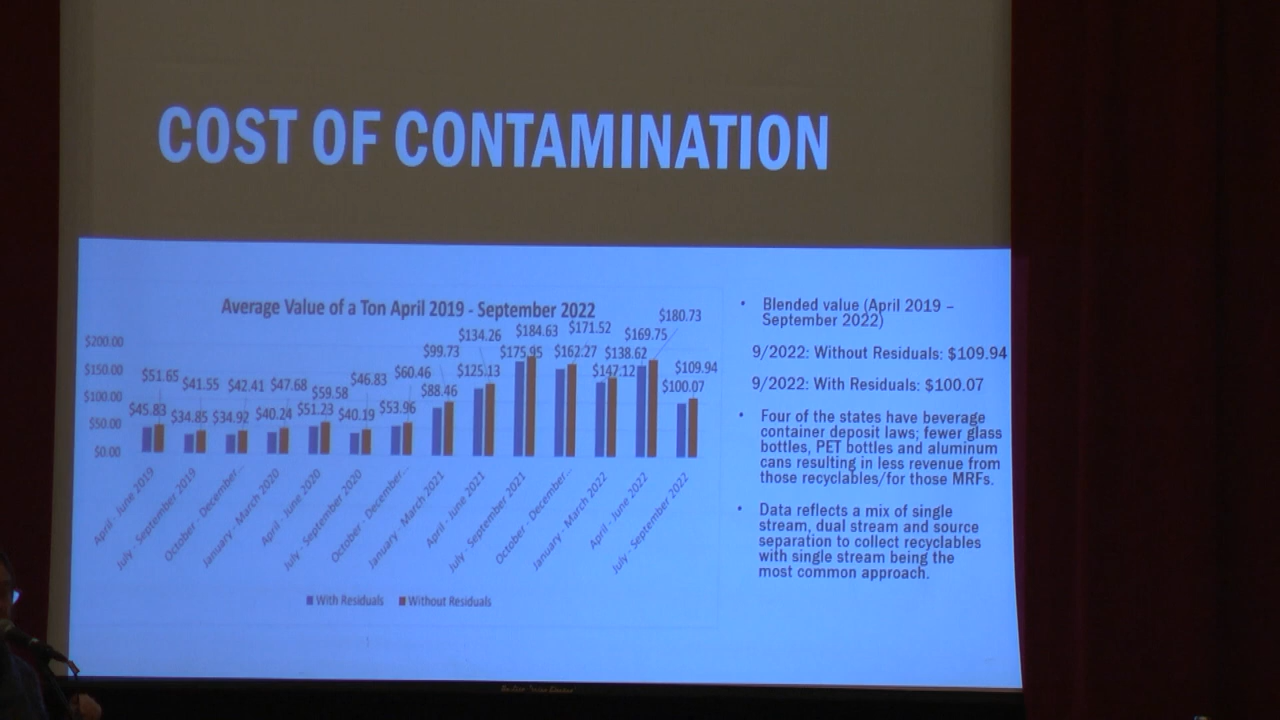 COST OF CONTAMINATION
Average Value of a Ton April 2019 - September 2022
$200.00
$150.00
$100.00
$50.00
$0.00
$51.65
$45.83
$41.55
$34.85
$42.41
$34.92
$47.68
$40.24
$59.58
$51.23
$46.83
$40.19
$60.46
$53.96
$99.73
$88.46
$134.26
$125.13
$184.63
$175.95
$171.52
$162.27
$138.62
$147.12
$169.75
$180.73
$109.94
$100.07
April - June 2019
July - September 2019
October - December...
January - March 2020
April - June 2020
July - September 2020
October - December...
January - March 2021
April - June 2021
July - September 2021
October - December...
January - March 2022
April - June 2022
July - September 2022
With Residuals Without Residuals
• Blended value (April 2019 –
September 2022)
9/2022: Without Residuals: $109.94
9/2022: With Residuals: $100.07
• Four of the states have beverage
container deposit laws; fewer glass
bottles, PET bottles and aluminum
cans resulting in less revenue from
those recyclables/for those MRFs.
• Data reflects a mix of single
stream, dual stream and source
separation to collect recyclables
with single stream being the
most common approach.